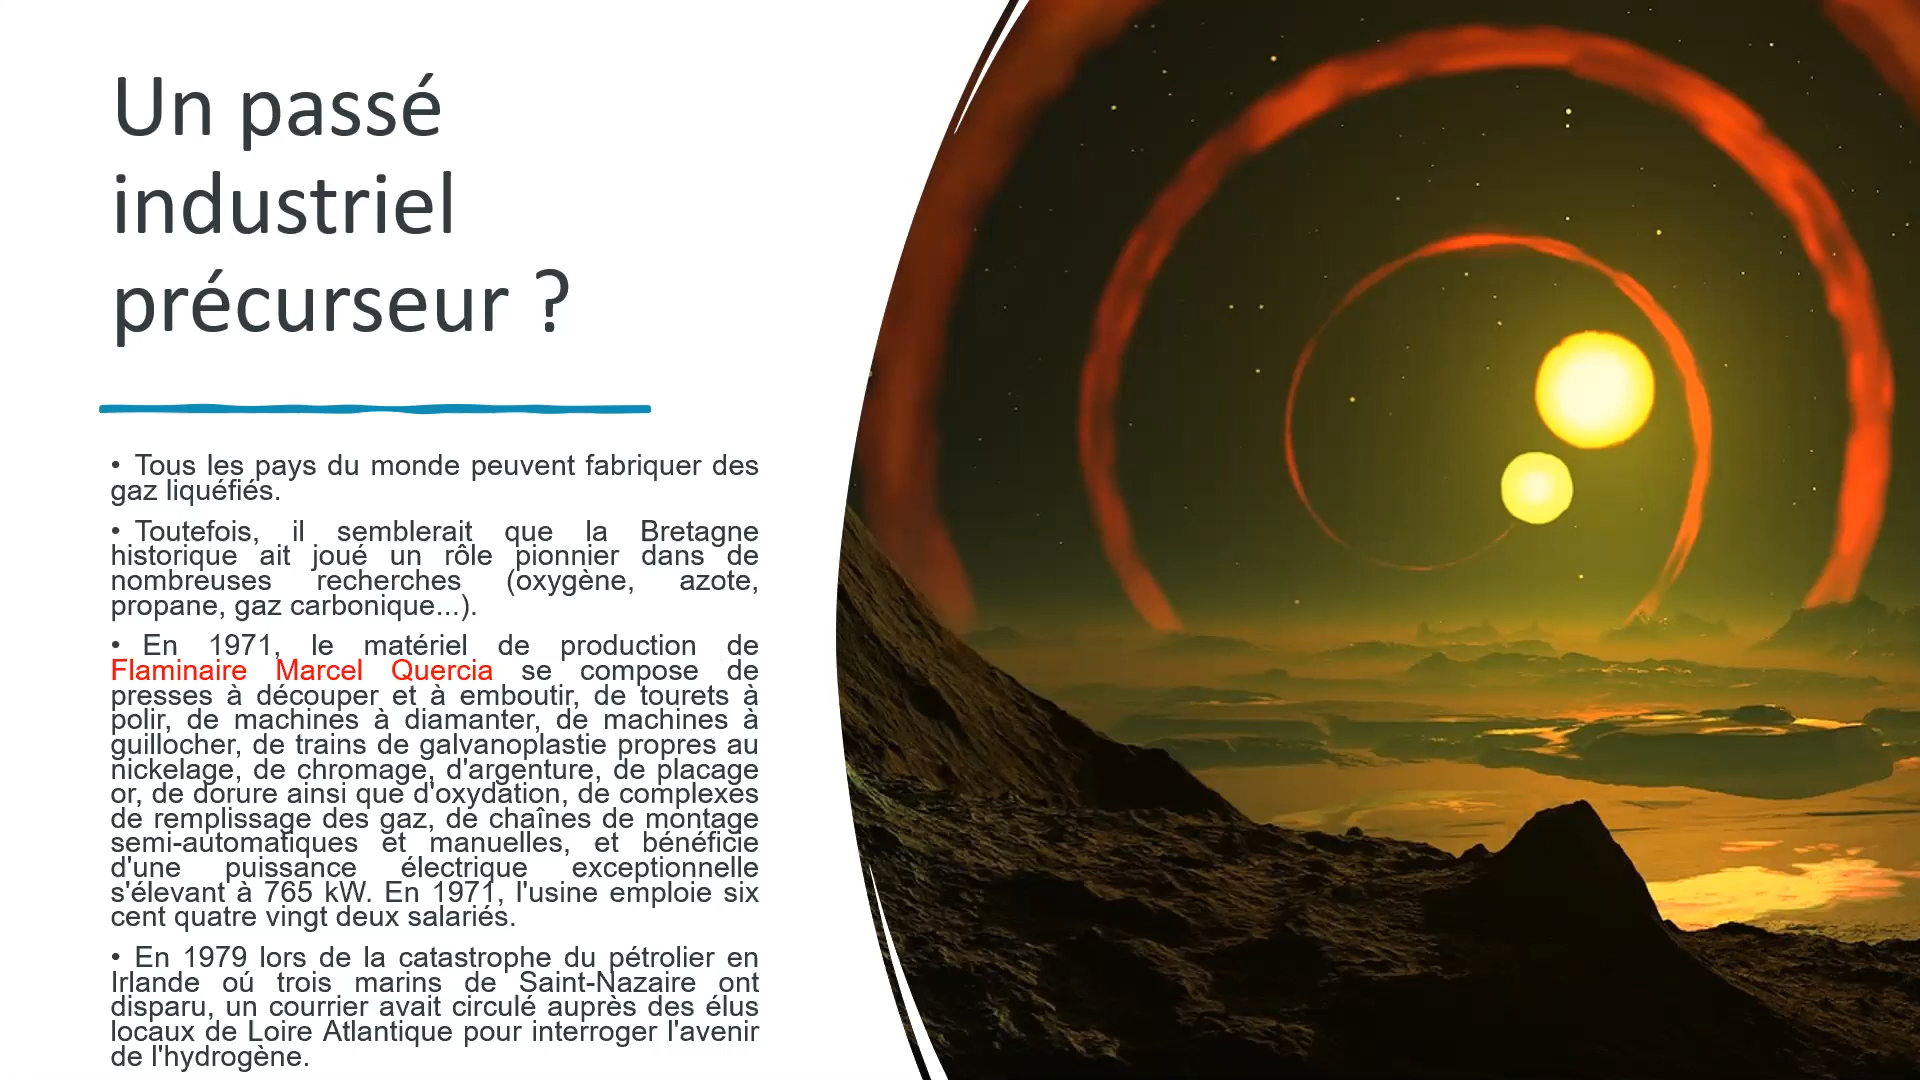 Un passé
industriel
précurseur ?
• Tous les pays du monde peuvent fabriquer des
gaz liquéfiés.
• Toutefois, il semblerait que la Bretagne
historique ait joué un rôle pionnier dans de
nombreuses recherches (oxygène, azote,
propane, gaz carbonique...).
• En 1971, le matériel de production de
Flaminaire Marcel Quercia se compose de
presses à découper et à emboutir, de tourets à
polir, de machines à diamanter, de machines à
guillocher, de trains de galvanoplastie propres au
nickelage, de chromage, d'argenture, de placage
or, de dorure ainsi que d'oxydation, de complexes
de remplissage des gaz, de chaînes de montage
semi-automatiques et manuelles, et bénéficie
d'une puissance électrique exceptionnelle
s'élevant à 765 kW. En 1971, l'usine emploie six
cent quatre vingt deux salariés.
• En 1979 lors de la catastrophe du pétrolier en
Irlande oú trois marins de Saint-Nazaire ont
disparu, un courrier avait circulé auprès des élus
locaux de Loire Atlantique pour interroger l'avenir
de l'hydrogène.